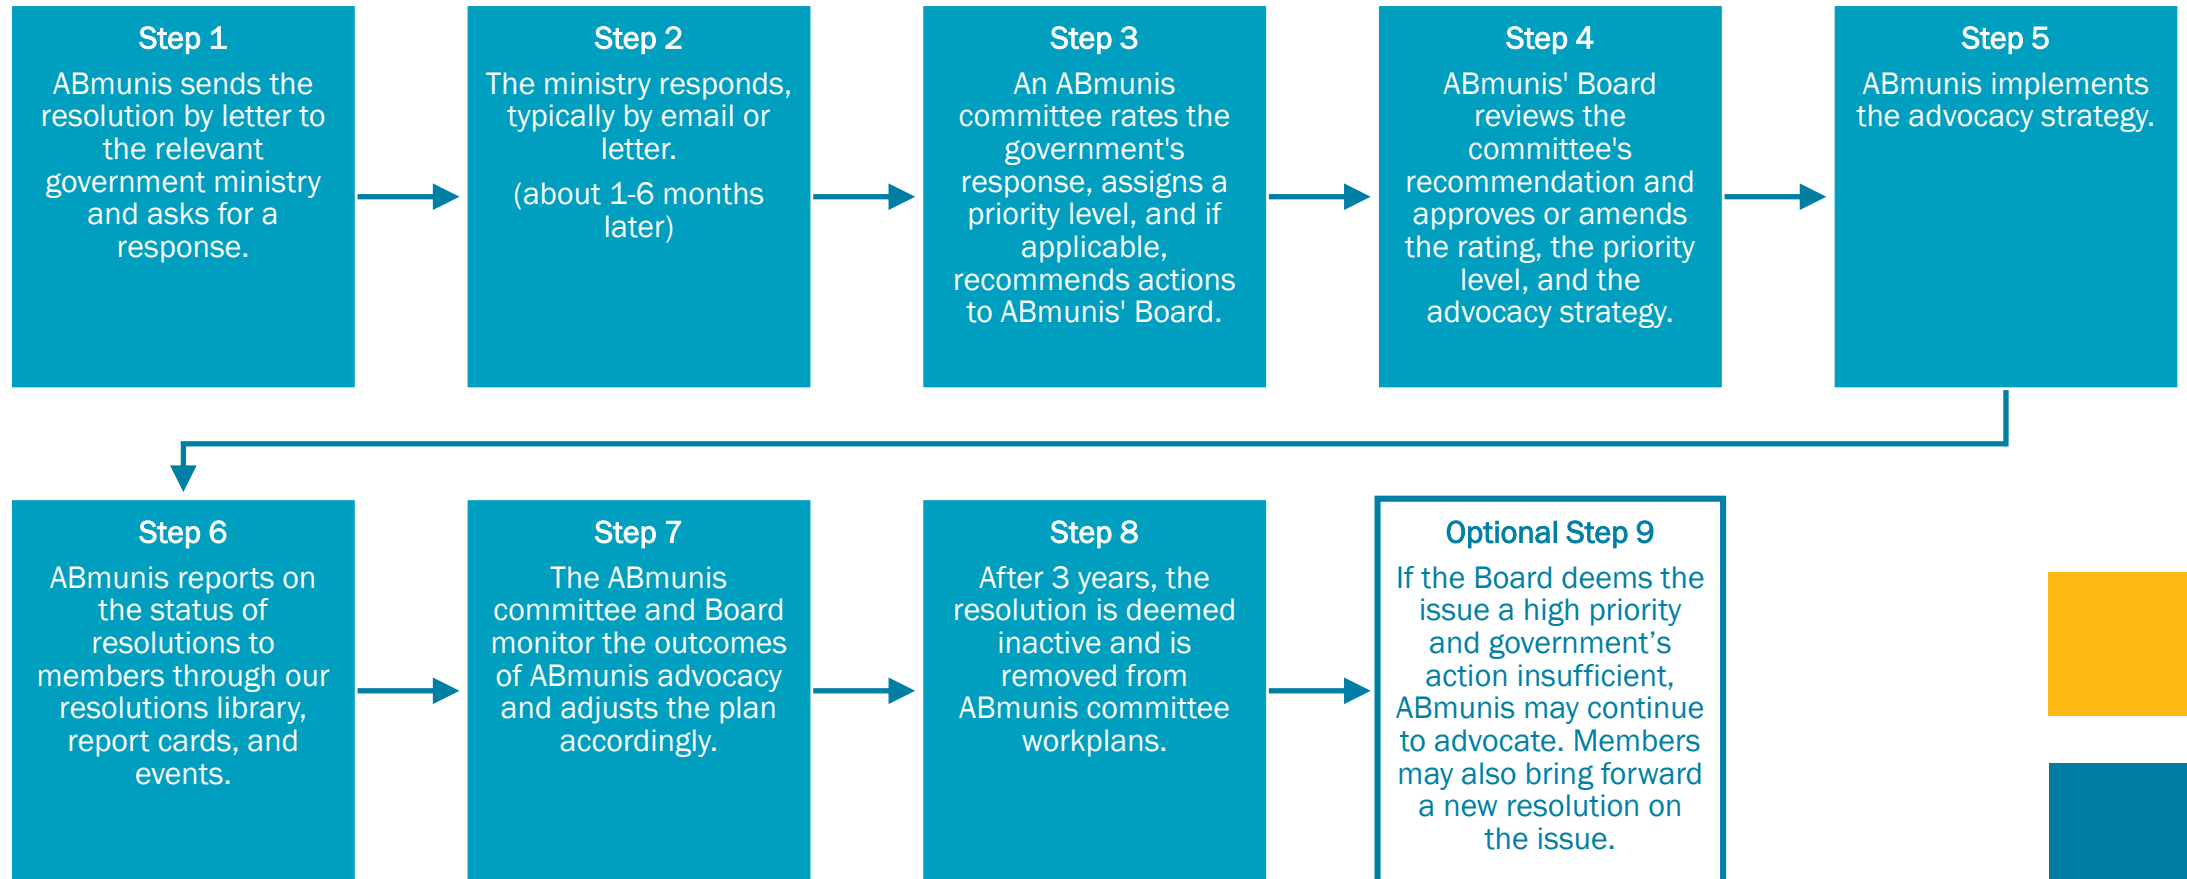 Step 1
ABmunis sends the
resolution by letter to
the relevant
government ministry
and asks for a
response.
Step 2
The ministry responds,
typically by email or
letter.
(about 1-6 months
later)
Step 3
An ABmunis
committee rates the
government's
response, assigns a
priority level, and if
applicable,
recommends actions
to ABmunis' Board.
Step 4
ABmunis' Board
reviews the
committee's
recommendation and
approves or amends
the rating, the priority
level, and the
advocacy strategy.
Step 5
ABmunis implements
the advocacy strategy.
Step 6
ABmunis reports on
the status of
resolutions to
members through our
resolutions library,
report cards, and
events.
Step 7
The ABmunis
committee and Board
monitor the outcomes
of ABmunis advocacy
and adjusts the plan
accordingly.
Step 8
After 3 years, the
resolution is deemed
inactive and is
removed from
ABmunis committee
workplans.
Optional Step 9
If the Board deems the
issue a high priority
and government’s
action insufficient,
ABmunis may continue
to advocate. Members
may also bring forward
a new resolution on
the issue.